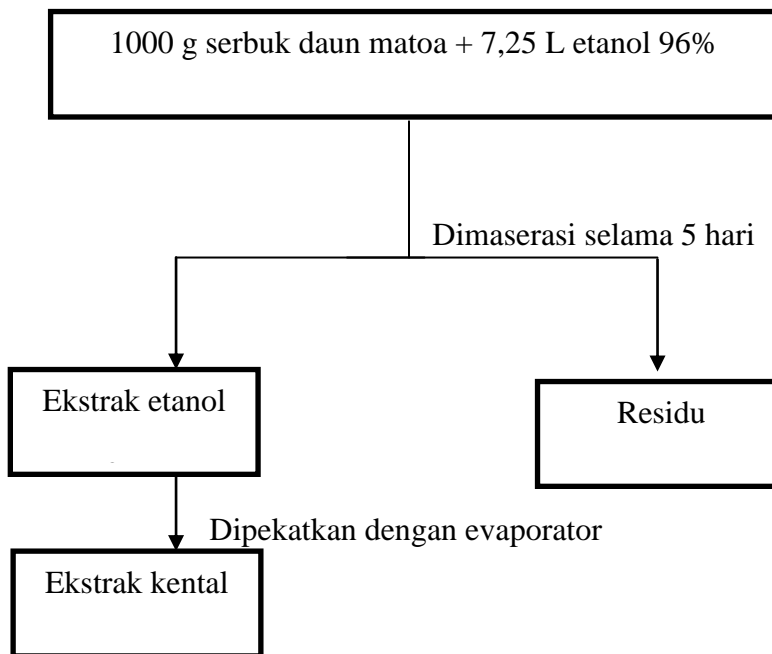 1000 g serbuk daun matoa + 7,25 L etanol 96%
Dimaserasi selama 5 hari
Ekstrak etanol
Residu
Dipekatkan dengan evaporator
Ekstrak kental